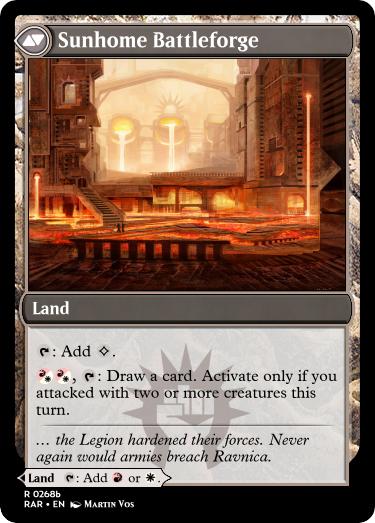 Sunhome Battleforge
Land
: Add .
, : Draw a card. Activate only if you
attacked with two or more creatures this
turn.
… the Legion hardened their forces. Never
again would armies breach Ravnica.
Land : Add or .
R 0268b
RAR • EN Martin Vos